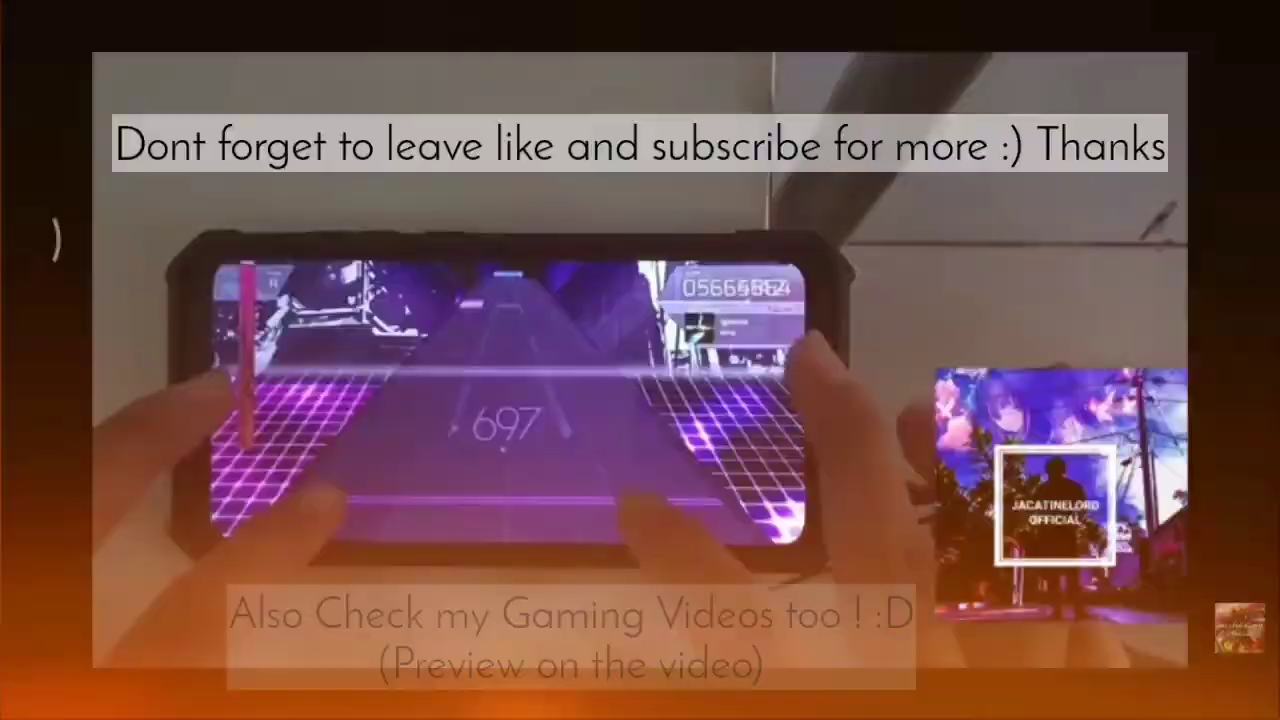 Dont forget to leave like and subscribe for more :) Thanks
)
697
JACATINELORD
OFFICIAL
Also Check my Gaming Videos too ! :D
(Preview on the video)